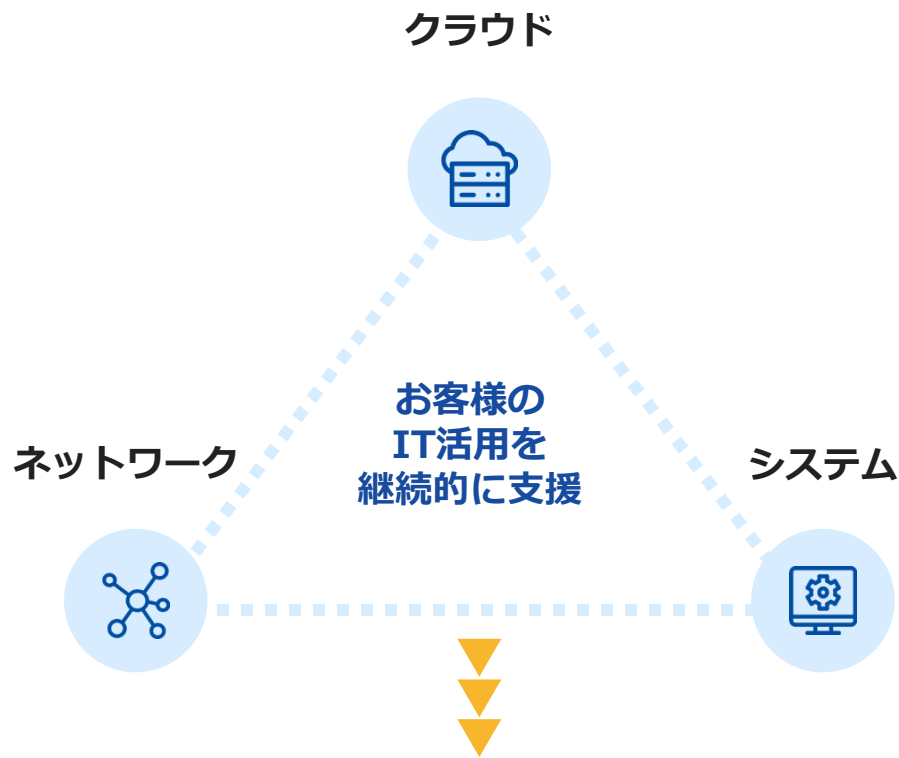 クラウド
お客様の
IT活用を
継続的に支援
ネットワーク
システム